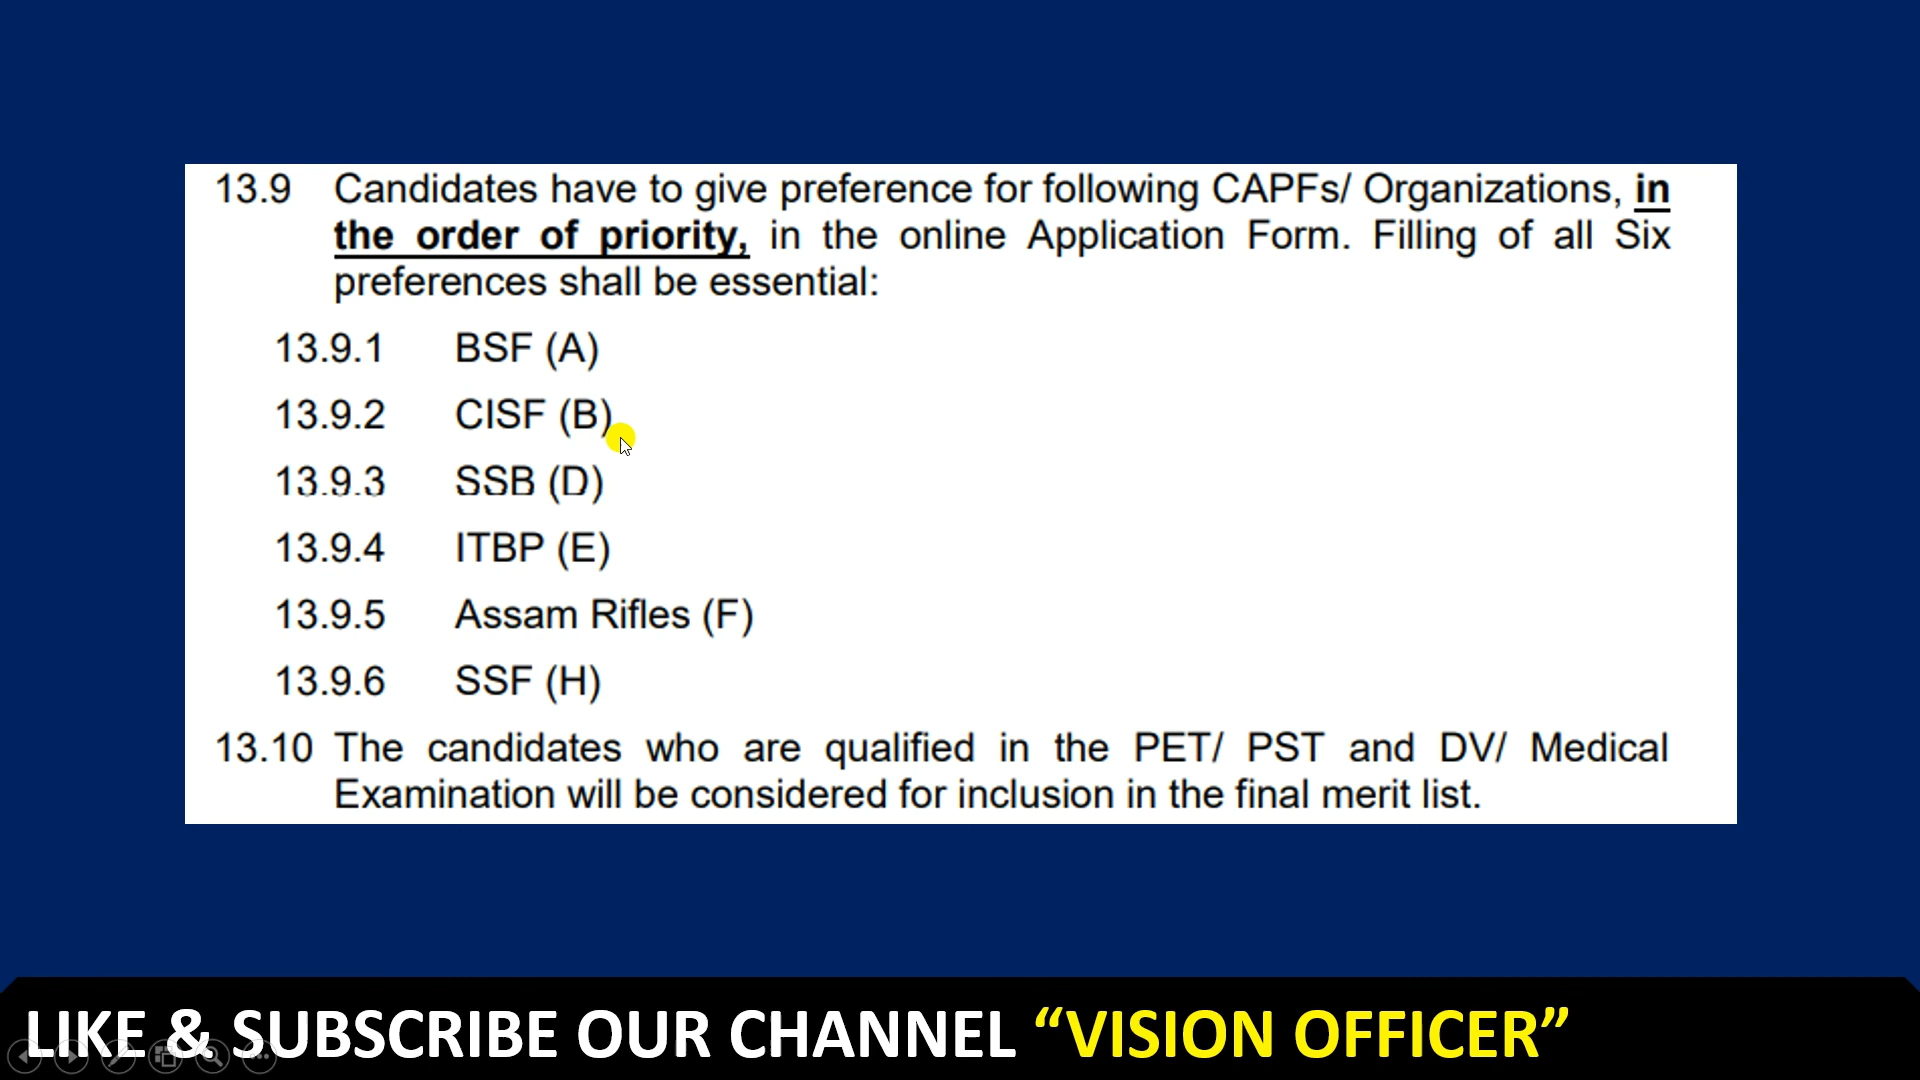 13.9 Candidates have to give preference for following CAPFs/ Organizations, in
the order of priority, in the online Application Form. Filling of all Six
preferences shall be essential:
13.9.1 BSF (A)
13.9.2 CISF (B)
13.9.3 SSB (D)
13.9.4 ITBP (E)
13.9.5 Assam Rifles (F)
13.9.6 SSF (H)
13.10 The candidates who are qualified in the PET/ PST and DV/ Medical
Examination will be considered for inclusion in the final merit list.
LIKE & SUBSCRIBE OUR CHANNEL “VISION OFFICER”